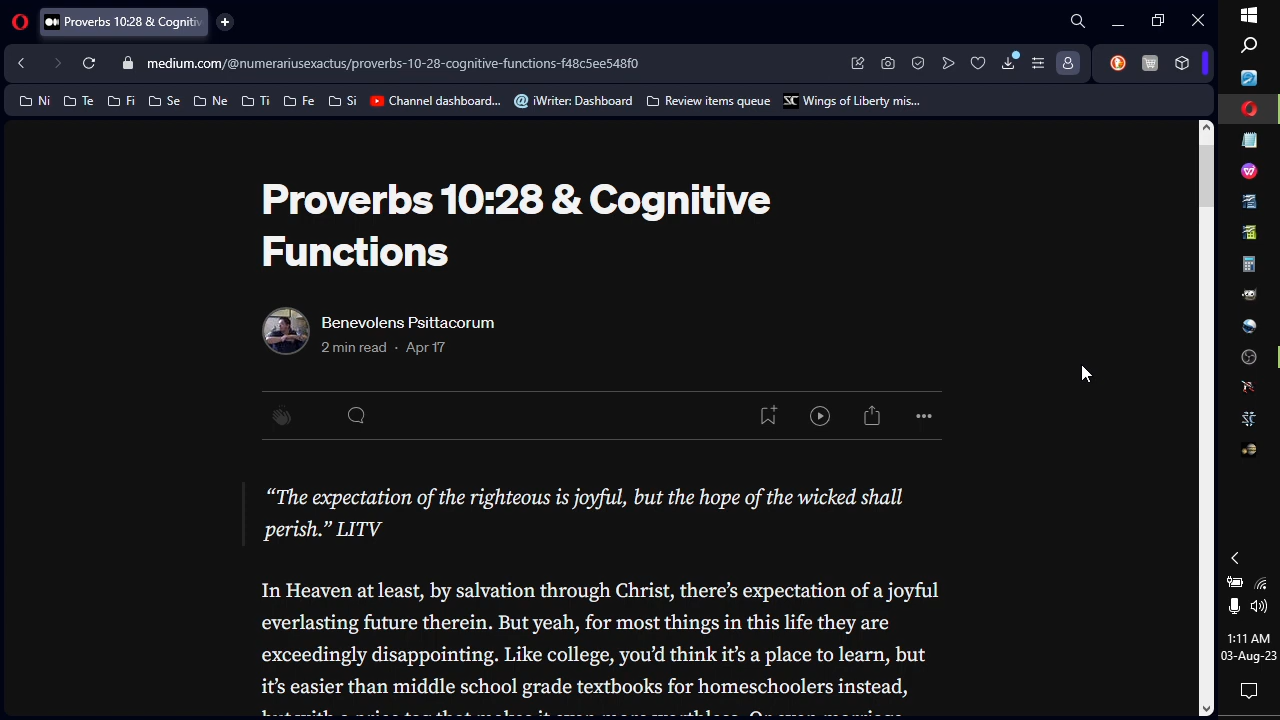 Proverbs 10:28 & Cognitiv
medium.com/@numerariusexactus/proverbs-10-28-cognitive-functions-f48c5ee548f0
Ni Te Fi Se Ne Ti Fe Si Channel dashboard... iWriter: Dashboard Review items queue Wings of Liberty mis...
Proverbs 10:28 & Cognitive
Functions
Benevolens Psittacorum
2 min read · Apr 17
“The expectation of the righteous is joyful, but the hope of the wicked shall
perish.” LITV
In Heaven at least, by salvation through Christ, there’s expectation of a joyful
everlasting future therein. But yeah, for most things in this life they are
exceedingly disappointing. Like college, you’d think it’s a place to learn, but
it’s easier than middle school grade textbooks for homeschoolers instead,
1:11 AM
03-Aug-23